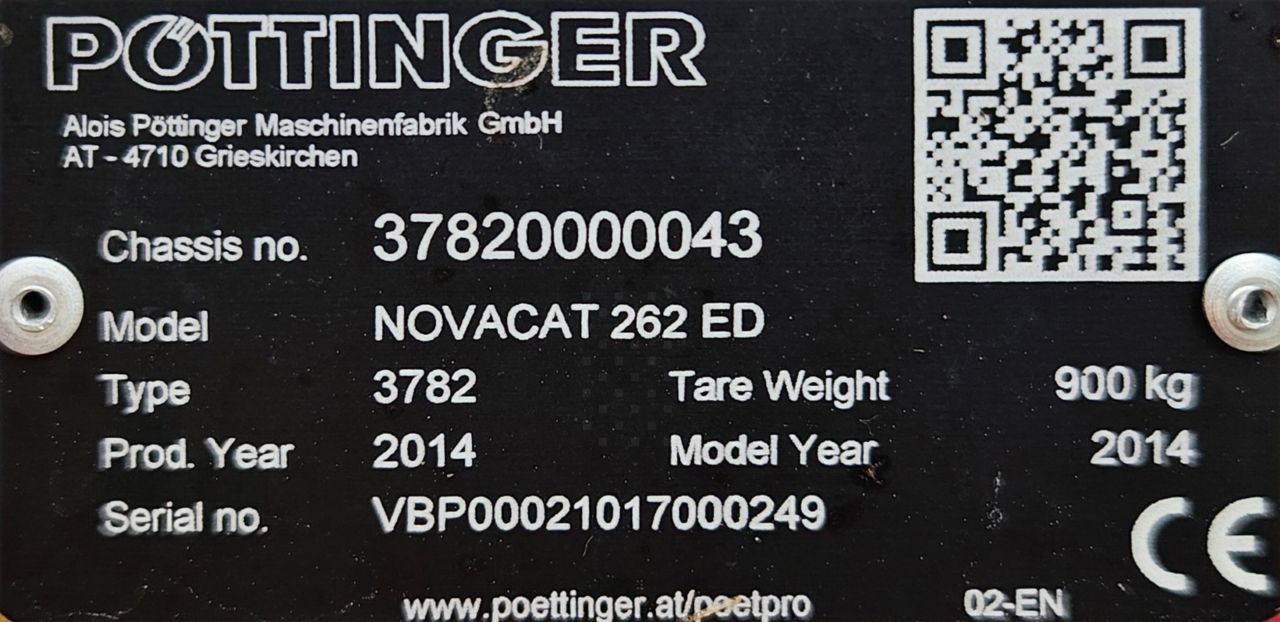 PÖTTINGER
Alois Pöttinger Maschinenfabrik GmbH
AT - 4710 Grieskirchen
Chassis no. 37820000043
Model NOVACAT 262 ED
Type 3782 Tare Weight 900 kg
Prod. Year 2014 Model Year 2014
Serial no. VBP00021017000249
CE
www.poettinger.at/poetpro 02-EN